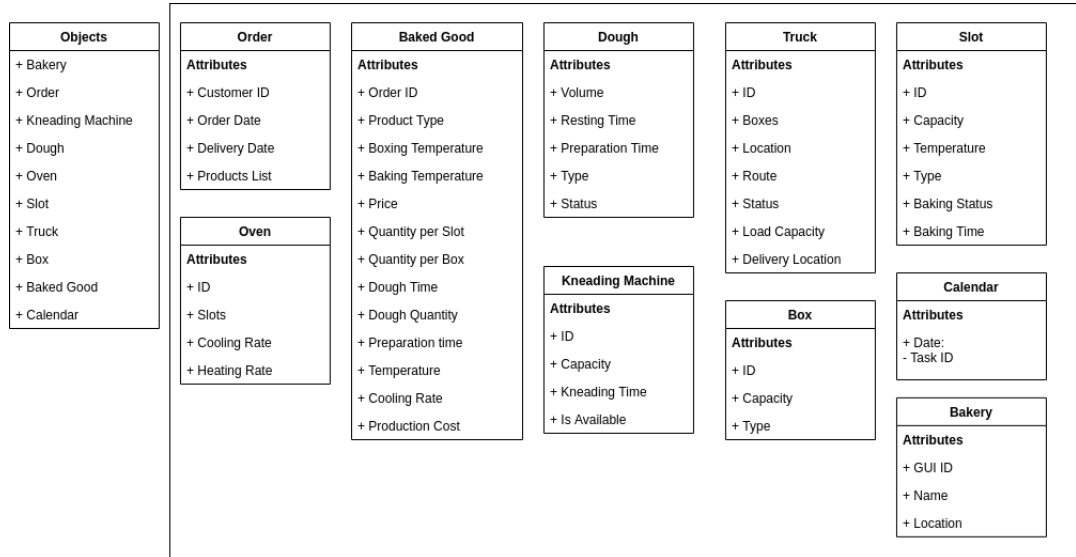 Objects
+ Bakery
+ Order
+ Kneading Machine
+ Dough
+ Oven
+ Slot
+ Truck
+ Box
+ Baked Good
+ Calendar
Order
Attributes
+ Customer ID
+ Order Date
+ Delivery Date
+ Products List
Oven
Attributes
+ ID
+ Slots
+ Cooling Rate
+ Heating Rate
Baked Good
Attributes
+ Order ID
+ Product Type
+ Boxing Temperature
+ Baking Temperature
+ Price
+ Quantity per Slot
+ Quantity per Box
+ Dough Time
+ Dough Quantity
+ Preparation time
+ Temperature
+ Cooling Rate
+ Production Cost
Dough
Attributes
+ Volume
+ Resting Time
+ Preparation Time
+ Type
+ Status
Kneading Machine
Attributes
+ ID
+ Capacity
+ Kneading Time
+ Is Available
Truck
Attributes
+ ID
+ Boxes
+ Location
+ Route
+ Status
+ Load Capacity
+ Delivery Location
Box
Attributes
+ ID
+ Capacity
+ Type
Slot
Attributes
+ ID
+ Capacity
+ Temperature
+ Type
+ Baking Status
+ Baking Time
Calendar
Attributes
+ Date:
- Task ID
Bakery
Attributes
+ GUI ID
+ Name
+ Location